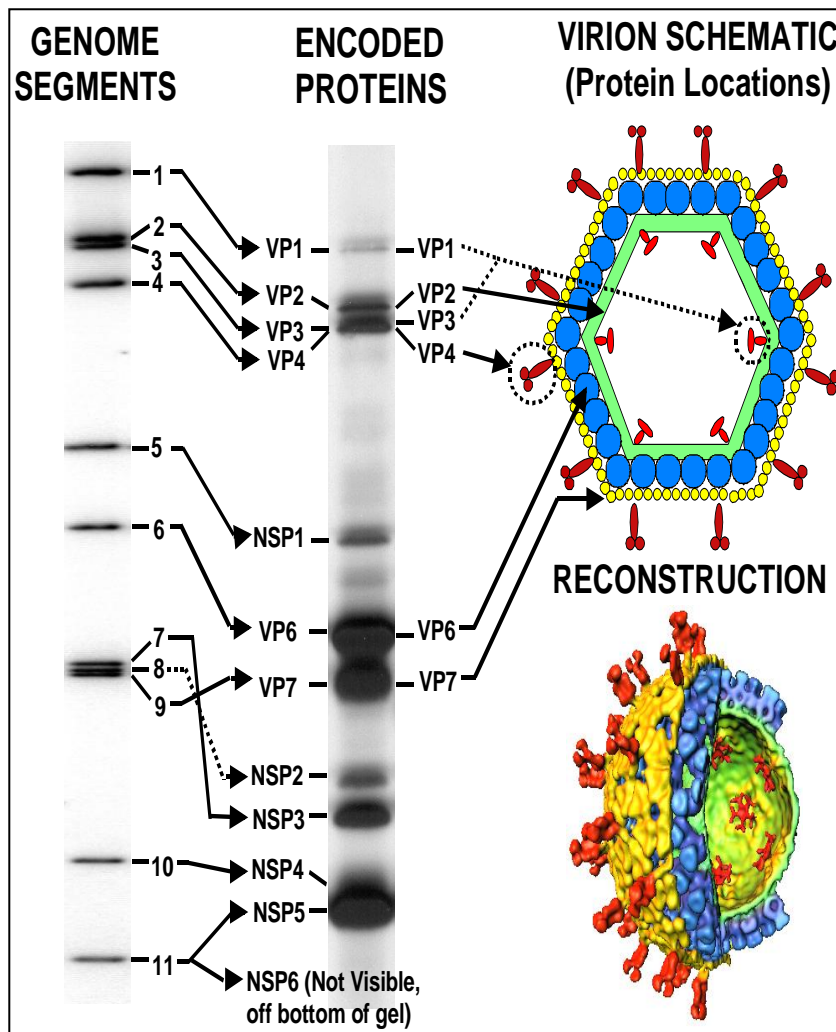 GENOME
SEGMENTS
ENCODED
PROTEINS
VIRION SCHEMATIC
(Protein Locations)
1
2
3
4
5
6
7
8
9
10
11
VP1
VP2
VP3
VP4
NSP1
VP6
VP7
NSP2
NSP3
NSP4
NSP5
NSP6 (Not Visible,
off bottom of gel)
VP1
VP2
VP3
VP4
VP6
VP7
RECONSTRUCTION